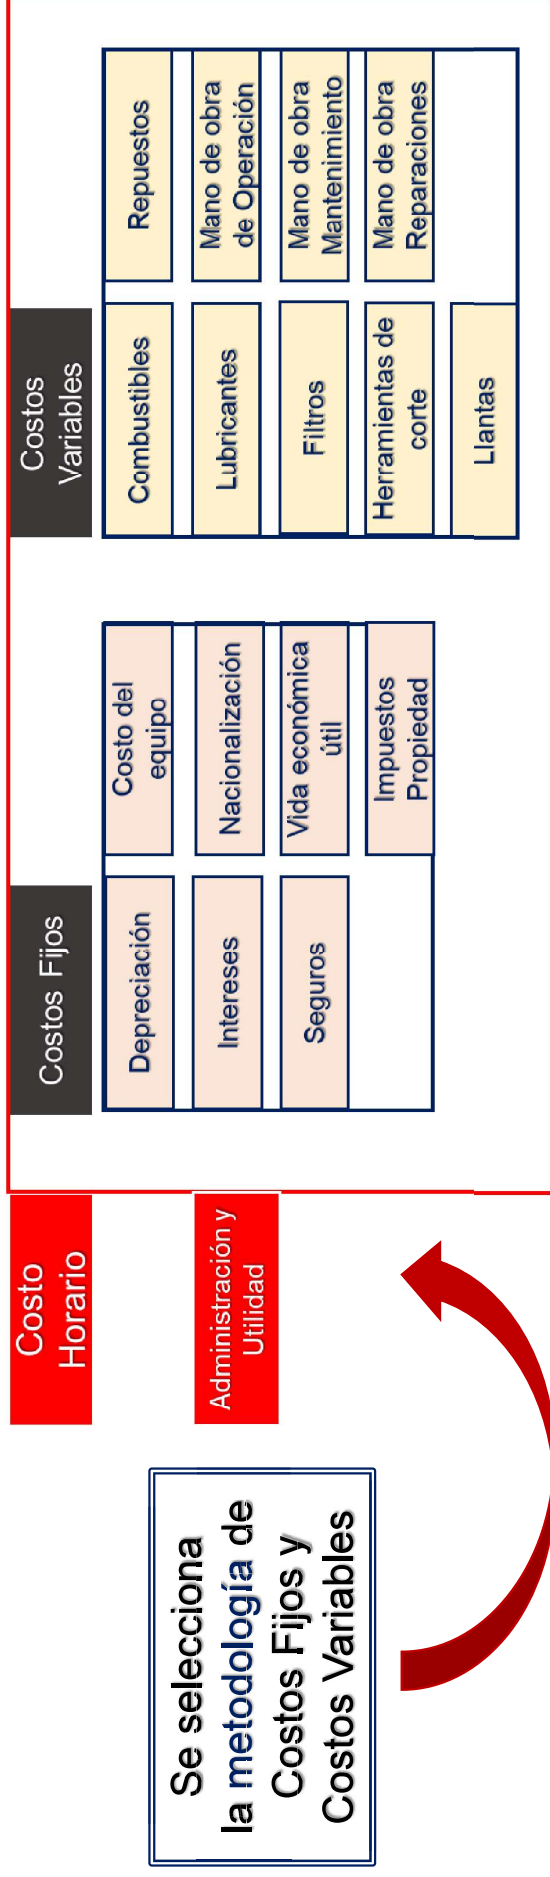 Se selecciona
la metodología de
Costos Fijos y
Costos Variables
Costo
Horario
Administración y
Utilidad
Costos Fijos
Depreciación
Costo del
equipo
Intereses
Nacionalización
Seguros
Vida económica
útil
Impuestos
Propiedad
Costos
Variables
Combustibles
Repuestos
Lubricantes
Mano de obra
de Operación
Filtros
Mano de obra
Mantenimiento
Herramientas de
corte
Mano de obra
Reparaciones
Llantas